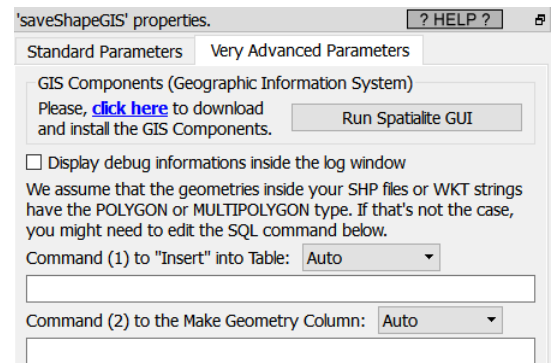 'saveShapeGIS' properties. ? HELP ?
Standard Parameters Very Advanced Parameters
GIS Components (Geographic Information System)
Please, click here to download
and install the GIS Components.
Run Spatialite GUI
Display debug informations inside the log window
We assume that the geometries inside your SHP files or WKT strings
have the POLYGON or MULTIPOLYGON type. If that's not the case,
you might need to edit the SQL command below.
Command (1) to "Insert" into Table: Auto
Command (2) to the Make Geometry Column: Auto